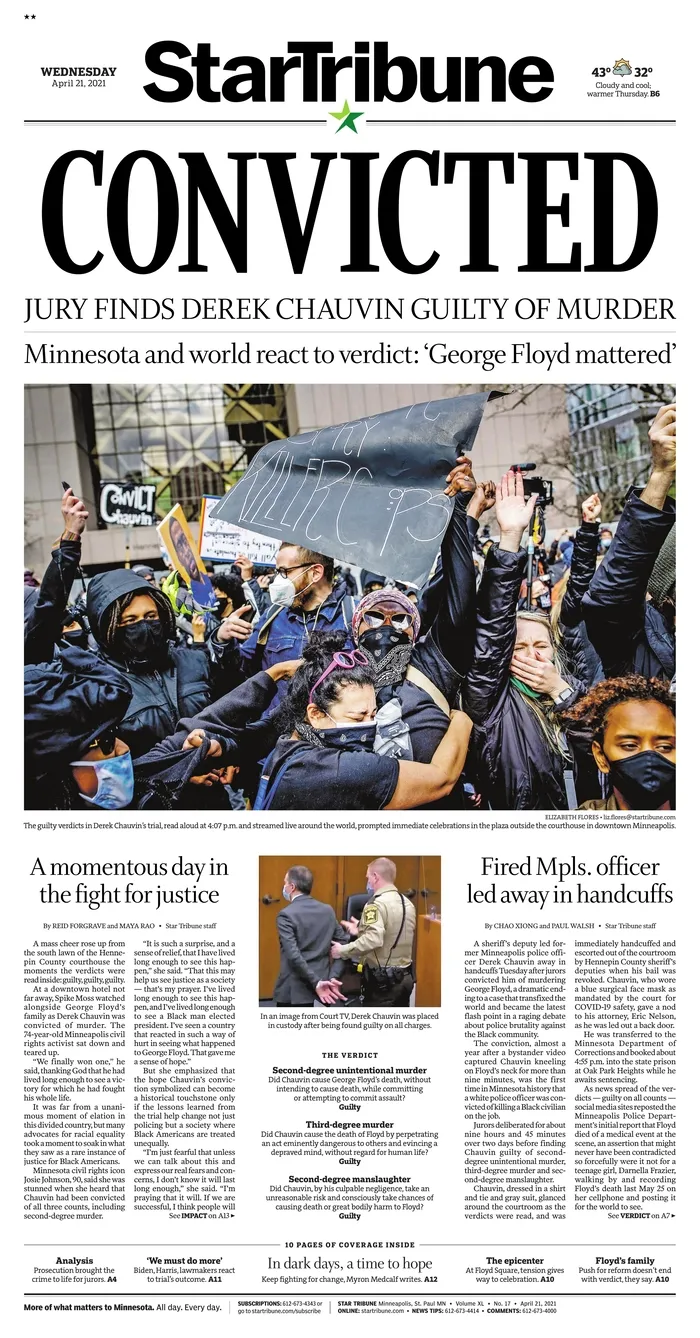 ★★
WEDNESDAY
April 21, 2021
StarTribune
43° 32°
Cloudy and cool;
warmer Thursday. B6
CONVICTED
JURY FINDS DEREK CHAUVIN GUILTY OF MURDER
Minnesota and world react to verdict: ‘George Floyd mattered’
CONVICT
Chauvin
KILLER COPS
ELIZABETH FLORES • liz.flores@startribune.com
The guilty verdicts in Derek Chauvin’s trial, read aloud at 4:07 p.m. and streamed live around the world, prompted immediate celebrations in the plaza outside the courthouse in downtown Minneapolis.
A momentous day in
the fight for justice
By REID FORGRAVE and MAYA RAO • Star Tribune staff
A mass cheer rose up from
the south lawn of the Henne-
pin County courthouse the
moments the verdicts were
read inside: guilty, guilty, guilty.
At a downtown hotel not
far away, Spike Moss watched
alongside George Floyd’s
family as Derek Chauvin was
convicted of murder. The
74-year-old Minneapolis civil
rights activist sat down and
teared up.
“We finally won one,” he
said, thanking God that he had
lived long enough to see a vic-
tory for which he had fought
his whole life.
It was far from a unani-
mous moment of elation in
this divided country, but many
advocates for racial equality
took a moment to soak in what
they saw as a rare instance of
justice for Black Americans.
Minnesota civil rights icon
Josie Johnson, 90, said she was
stunned when she heard that
Chauvin had been convicted
of all three counts, including
second-degree murder.
“It is such a surprise, and a
sense of relief, that I have lived
long enough to see this hap-
pen,” she said. “That this may
help us see justice as a society
— that’s my prayer. I’ve lived
long enough to see this hap-
pen, and I’ve lived long enough
to see a Black man elected
president. I’ve seen a country
that reacted in such a way of
hurt in seeing what happened
to George Floyd. That gave me
a sense of hope.”
But she emphasized that
the hope Chauvin’s convic-
tion symbolized can become
a historical touchstone only
if the lessons learned from
the trial help change not just
policing but a society where
Black Americans are treated
unequally.
“I’m just fearful that unless
we can talk about this and
express our real fears and con-
cerns, I don’t know it will last
long enough,” she said. “I’m
praying that it will. If we are
successful, I think people will
See IMPACT on A13 ►
In an image from Court TV, Derek Chauvin was placed
in custody after being found guilty on all charges.
THE VERDICT
Second-degree unintentional murder
Did Chauvin cause George Floyd’s death, without
intending to cause death, while committing
or attempting to commit assault?
Guilty
Third-degree murder
Did Chauvin cause the death of Floyd by perpetrating
an act eminently dangerous to others and evincing a
depraved mind, without regard for human life?
Guilty
Second-degree manslaughter
Did Chauvin, by his culpable negligence, take an
unreasonable risk and consciously take chances of
causing death or great bodily harm to Floyd?
Guilty
Fired Mpls. officer
led away in handcuffs
By CHAO XIONG and PAUL WALSH • Star Tribune staff
A sheriff’s deputy led for-
mer Minneapolis police offi-
cer Derek Chauvin away in
handcuffs Tuesday after jurors
convicted him of murdering
George Floyd, a dramatic end-
ing to a case that transfixed the
world and became the latest
flash point in a raging debate
about police brutality against
the Black community.
The conviction, almost a
year after a bystander video
captured Chauvin kneeling
on Floyd’s neck for more than
nine minutes, was the first
time in Minnesota history that
a white police officer was con-
victed of killing a Black civilian
on the job.
Jurors deliberated for about
nine hours and 45 minutes
over two days before finding
Chauvin guilty of second-
degree unintentional murder,
third-degree murder and sec-
ond-degree manslaughter.
Chauvin, dressed in a shirt
and tie and gray suit, glanced
around the courtroom as the
verdicts were read, and was
immediately handcuffed and
escorted out of the courtroom
by Hennepin County sheriff’s
deputies when his bail was
revoked. Chauvin, who wore
a blue surgical face mask as
mandated by the court for
COVID-19 safety, gave a nod
to his attorney, Eric Nelson,
as he was led out a back door.
He was transferred to the
Minnesota Department of
Corrections and booked about
4:55 p.m. into the state prison
at Oak Park Heights while he
awaits sentencing.
As news spread of the ver-
dicts — guilty on all counts —
social media sites reposted the
Minneapolis Police Depart-
ment’s initial report that Floyd
died of a medical event at the
scene, an assertion that might
never have been contradicted
so forcefully were it not for a
teenage girl, Darnella Frazier,
walking by and recording
Floyd’s death last May 25 on
her cellphone and posting it
for the world to see.
See VERDICT on A7 ►
10 PAGES OF COVERAGE INSIDE
Analysis
Prosecution brought the
crime to life for jurors. A4
‘We must do more’
Biden, Harris, lawmakers react
to trial’s outcome. A11
In dark days, a time to hope
Keep fighting for change, Myron Medcalf writes. A12
The epicenter
At Floyd Square, tension gives
way to celebration. A10
Floyd’s family
Push for reform doesn’t end
with verdict, they say. A10
More of what matters to Minnesota. All day. Every day.
SUBSCRIPTIONS: 612-673-4343 or
go to startribune.com/subscribe
STAR TRIBUNE Minneapolis, St. Paul MN • Volume XL • No. 17 • April 21, 2021
ONLINE: startribune.com • NEWS TIPS: 612-673-4414 • COMMENTS: 612-673-4000